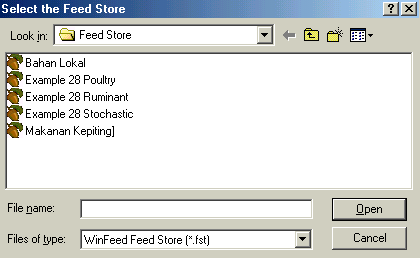 Select the Feed Store
Look in: Feed Store
Bahan Lokal
Example 28 Poultry
Example 28 Ruminant
Example 28 Stochastic
Makanan Kepiting]
File name: Open
Files of type: WinFeed Feed Store (*.fst) Cancel